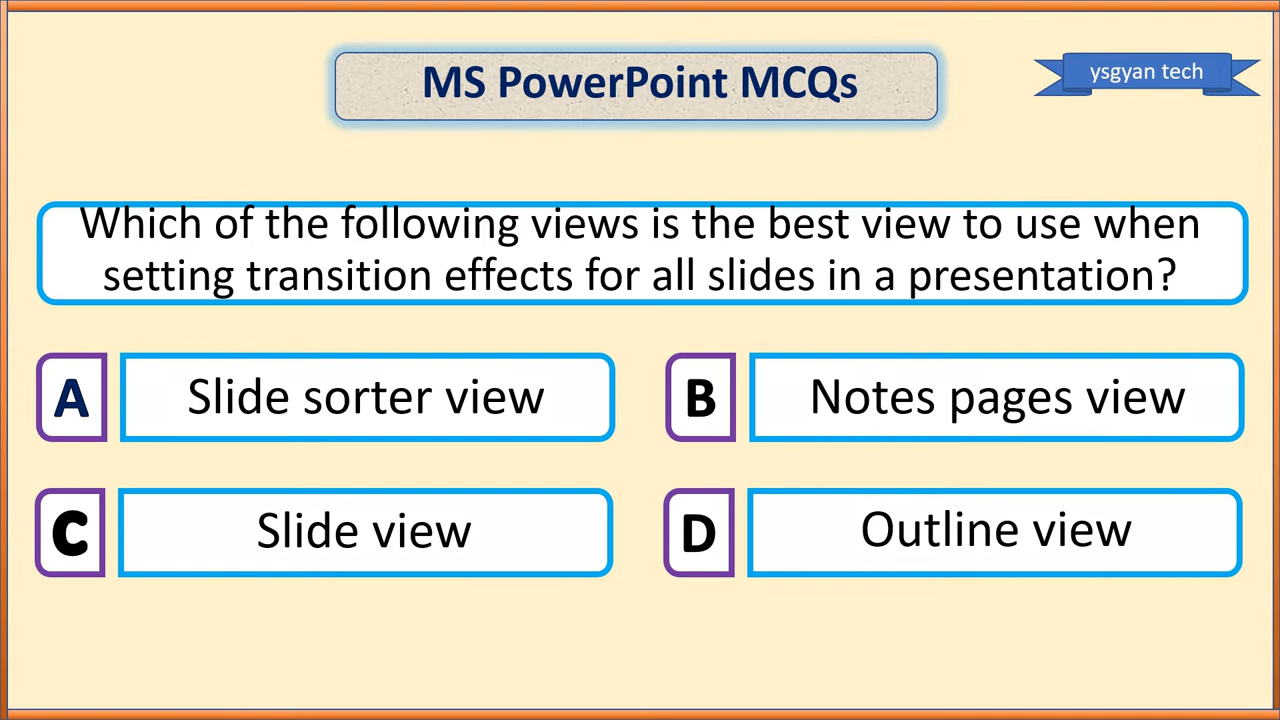 MS PowerPoint MCQs
ysgyan tech
Which of the following views is the best view to use when
setting transition effects for all slides in a presentation?
A Slide sorter view
B Notes pages view
C Slide view
D Outline view